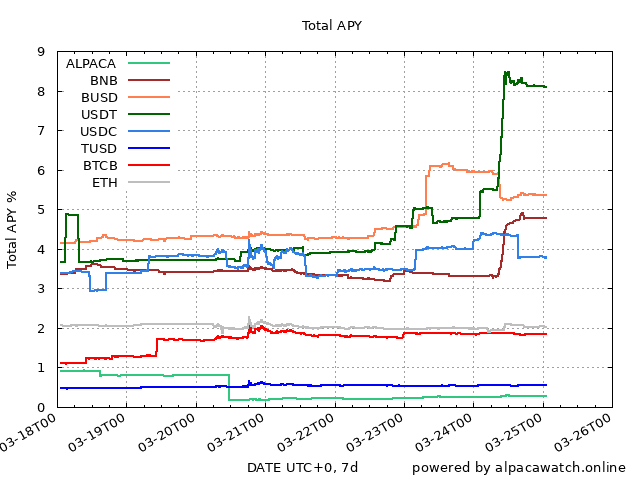 Total APY
9
8
7
6
5
4
3
2
1
0
Total APY %
ALPACA
BNB
BUSD
USDT
USDC
TUSD
BTCB
ETH
03-18T00
03-19T00
03-20T00
03-21T00
03-22T00
03-23T00
03-24T00
03-25T00
03-26T00
DATE UTC+0, 7d
powered by alpacawatch.online